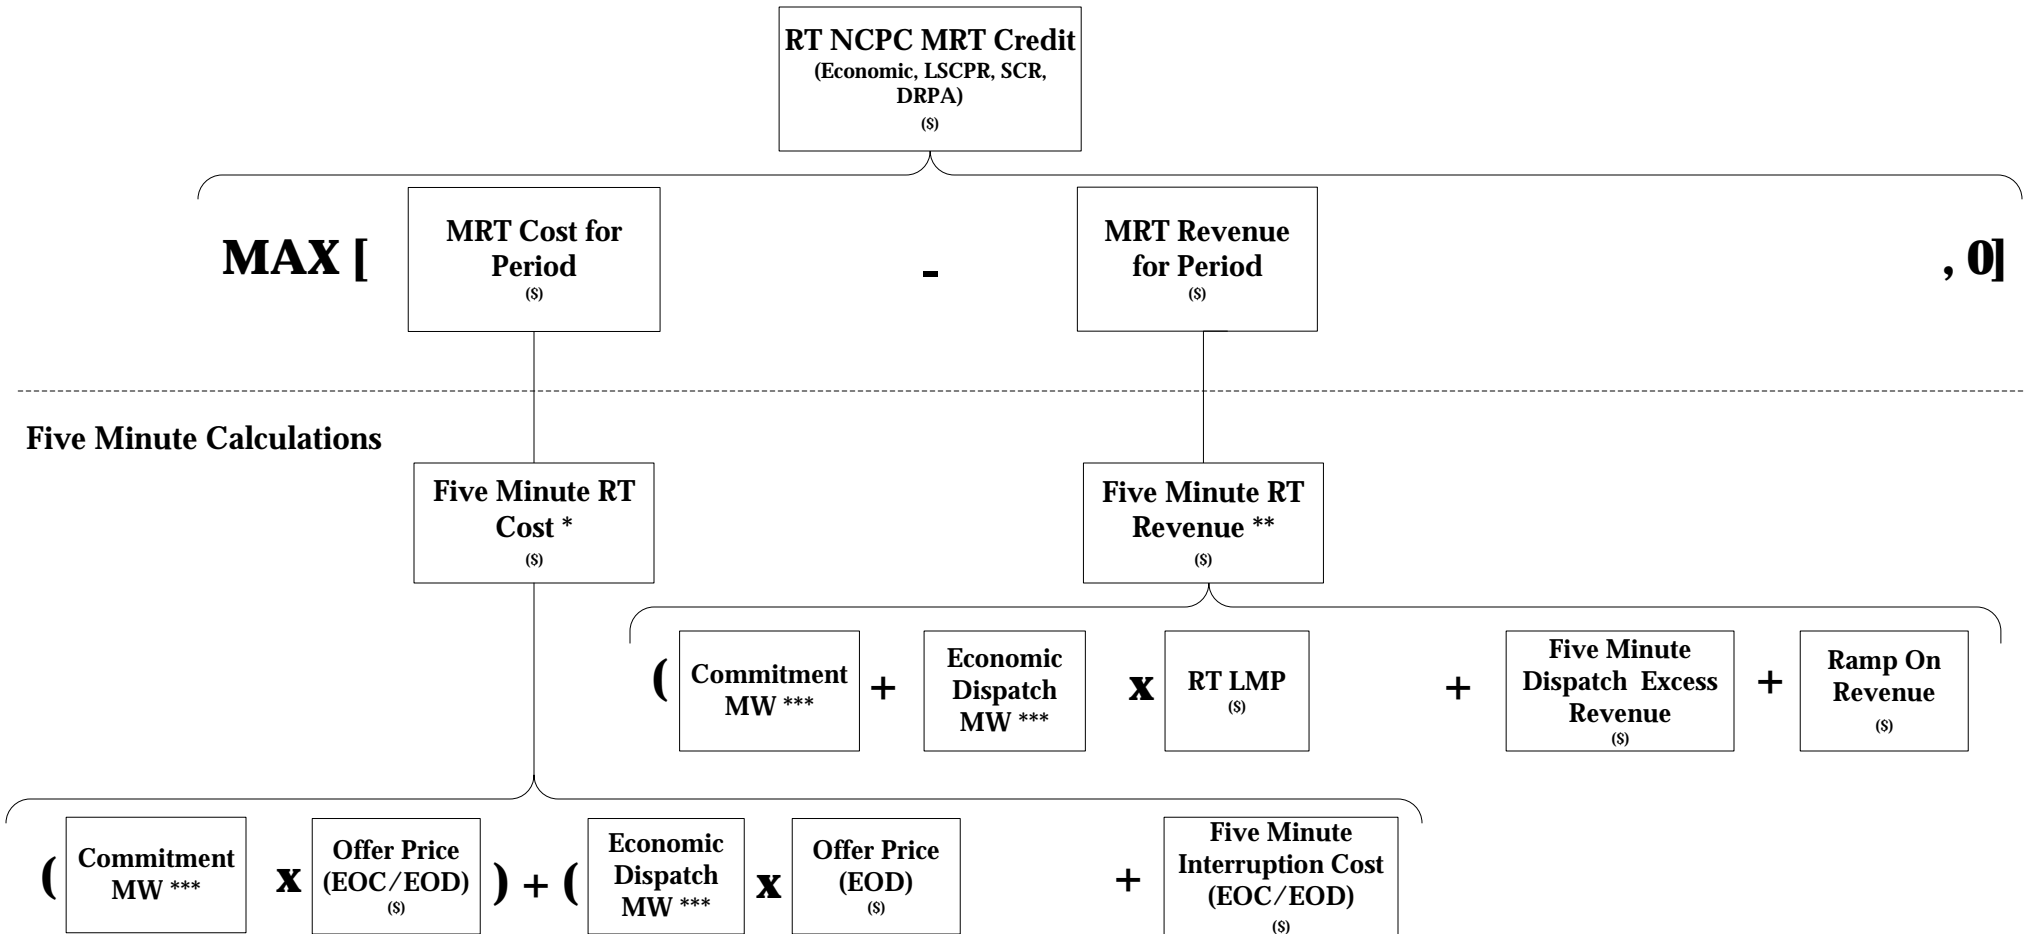 RT NCPC MRT Credit
(Economic, LSCPR, SCR,
DRPA)
($)
MAX [
MRT Cost for
Period
($)
-
MRT Revenue
for Period
($)
, 0]
Five Minute Calculations
Five Minute RT
Cost *
($)
Five Minute RT
Revenue **
($)
(
Commitment
MW ***
+
Economic
Dispatch
MW ***
x
RT LMP
($)
+
Five Minute
Dispatch Excess
Revenue
($)
+
Ramp On
Revenue
($)
(
Commitment
MW ***
x
Offer Price
(EOC/EOD)
($)
) + (
Economic
Dispatch
MW ***
x
Offer Price
(EOD)
($)
+
Five Minute
Interruption Cost
(EOC/EOD)
($)